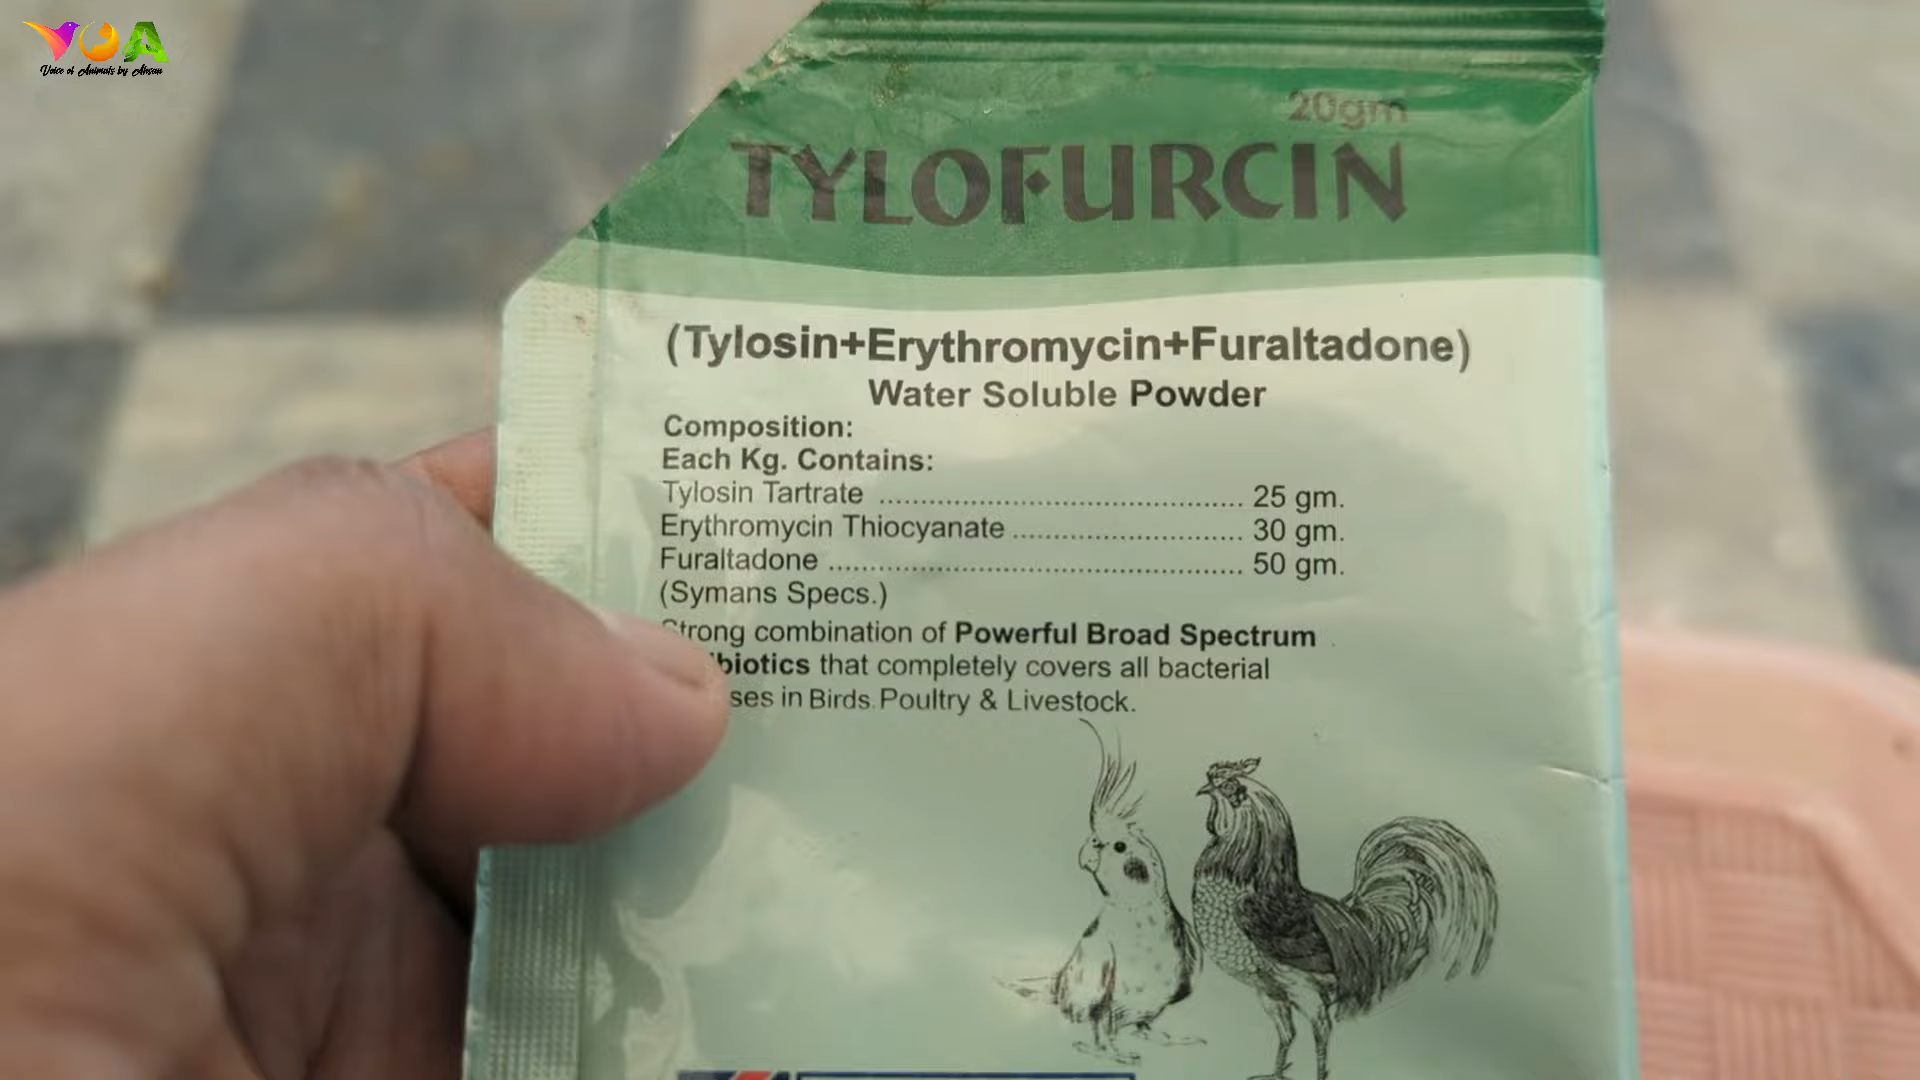 VOA
Voice of Animals by Ahsan
20gm
TYLOFURCIN
(Tylosin+Erythromycin+Furaltadone)
Water Soluble Powder
Composition:
Each Kg. Contains:
Tylosin Tartrate ........................................ 25 gm.
Erythromycin Thiocyanate ......................... 30 gm.
Furaltadone ............................................. 50 gm.
(Symans Specs.)
Strong combination of Powerful Broad Spectrum
biotics that completely covers all bacterial
ses in Birds. Poultry & Livestock.